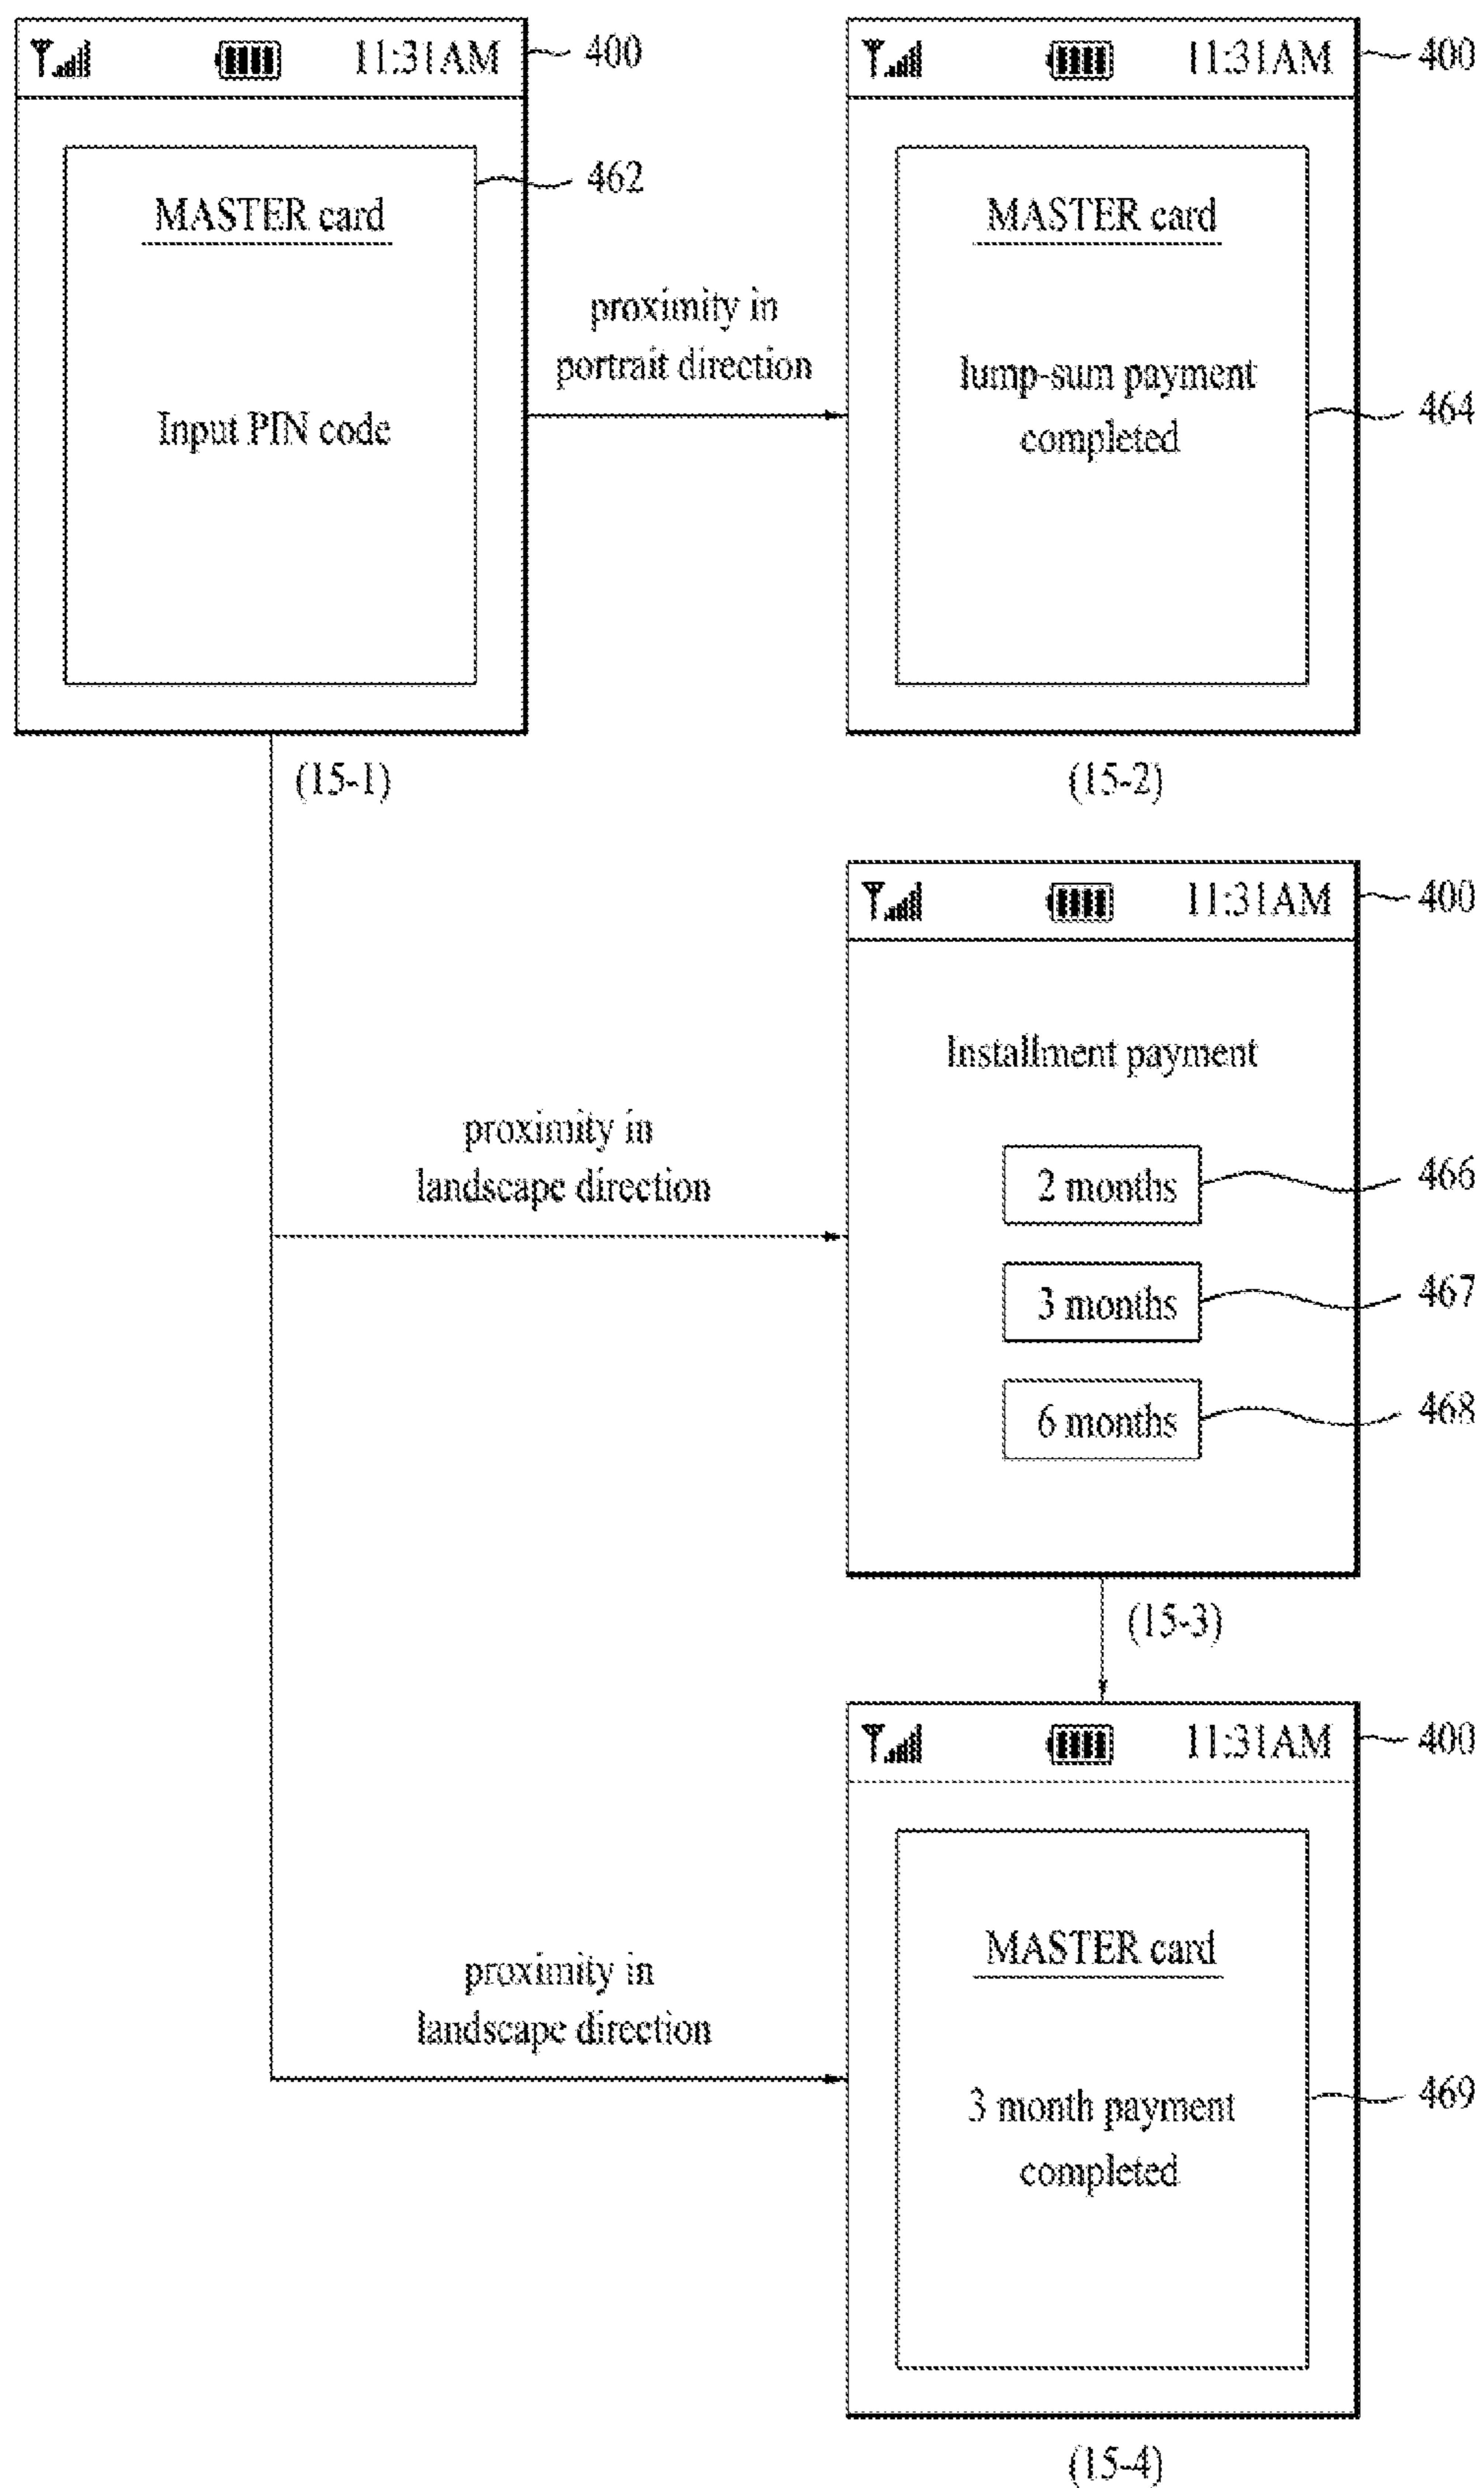 11:31AM
400
MASTER card
462
Input PIN code
(15-1)
proximity in
portrait direction
11:31AM
400
MASTER card
lump-sum payment
completed
464
(15-2)
proximity in
landscape direction
11:31AM
400
Installment payment
2 months
466
3 months
467
6 months
468
(15-3)
proximity in
landscape direction
11:31AM
400
MASTER card
3 month payment
completed
469
(15-4)